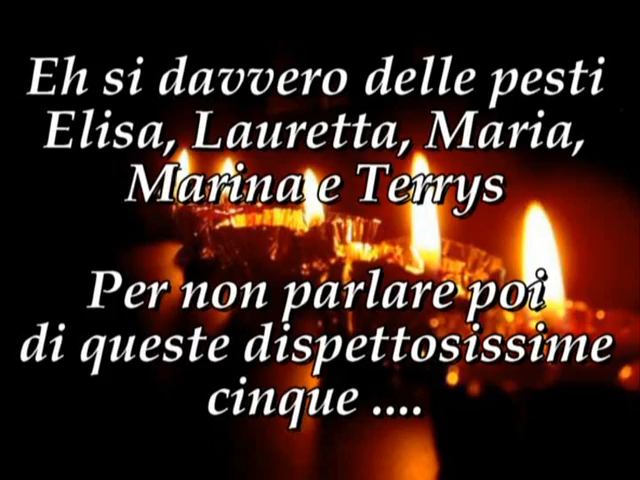 Eh si davvero delle pesti
Elisa, Lauretta, Maria,
Marina e Terrys
Per non parlare poi
di queste dispettosissime
cinque ....